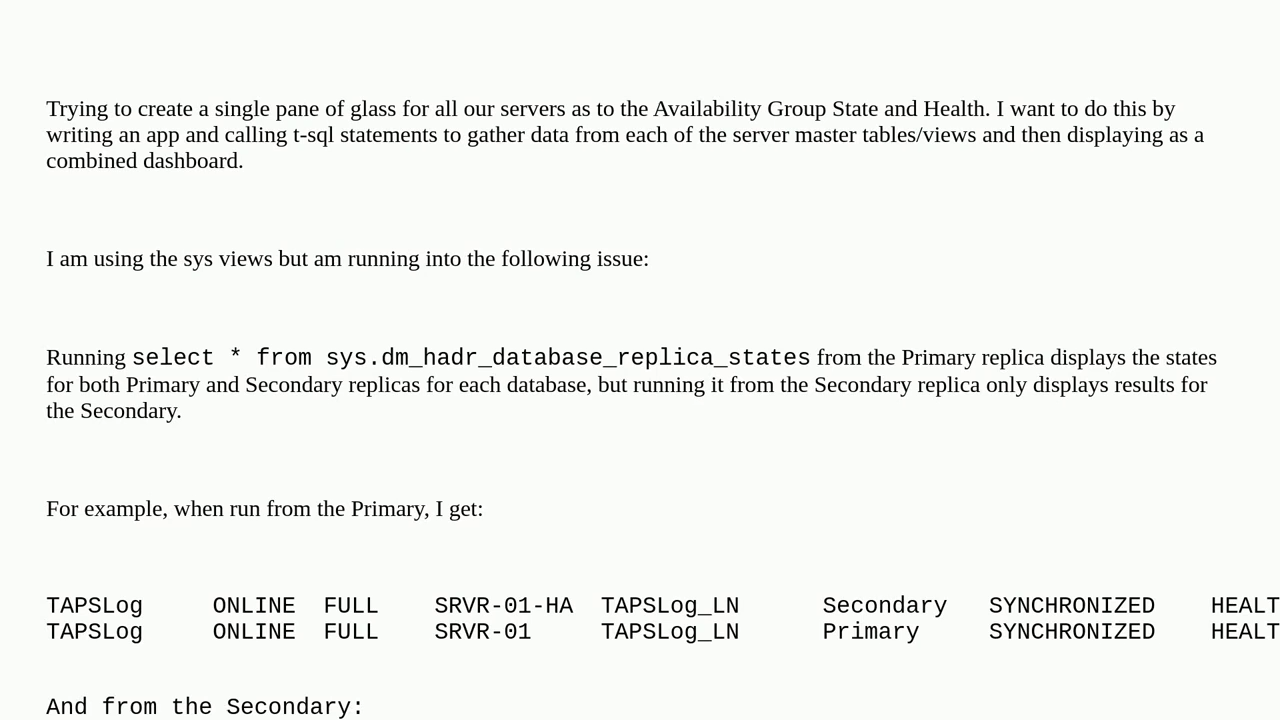 Trying to create a single pane of glass for all our servers as to the Availability Group State and Health. I want to do this by
writing an app and calling t-sql statements to gather data from each of the server master tables/views and then displaying as a
combined dashboard.
I am using the sys views but am running into the following issue:
Running select * from sys.dm_hadr_database_replica_states from the Primary replica displays the states
for both Primary and Secondary replicas for each database, but running it from the Secondary replica only displays results for
the Secondary.
For example, when run from the Primary, I get:
TAPSLog     ONLINE  FULL    SRVR-01-HA  TAPSLog_LN      Secondary   SYNCHRONIZED    HEALT
TAPSLog     ONLINE  FULL    SRVR-01     TAPSLog_LN      Primary     SYNCHRONIZED    HEALT
And from the Secondary: